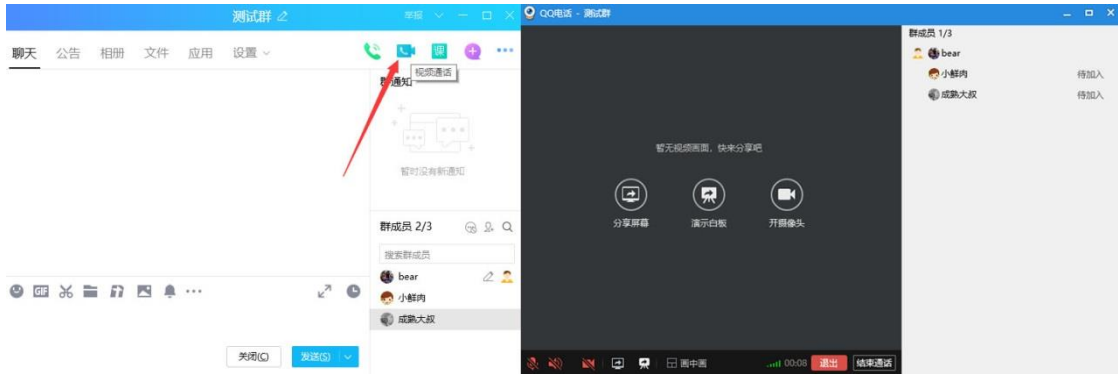 测试群
举报
聊天 公告 相册 文件 应用 设置
视频通话
群通知
暂时没有新通知
群成员 2/3
搜索群成员
bear
小鲜肉
成熟大叔
GIF
关闭(C) 发送(S)
QQ电话 - 测试群
群成员 1/3
bear
小鲜肉 待加入
成熟大叔 待加入
暂无视频画面，快来分享吧
分享屏幕 演示白板 开摄像头
画中画 00:08 退出 结束通话